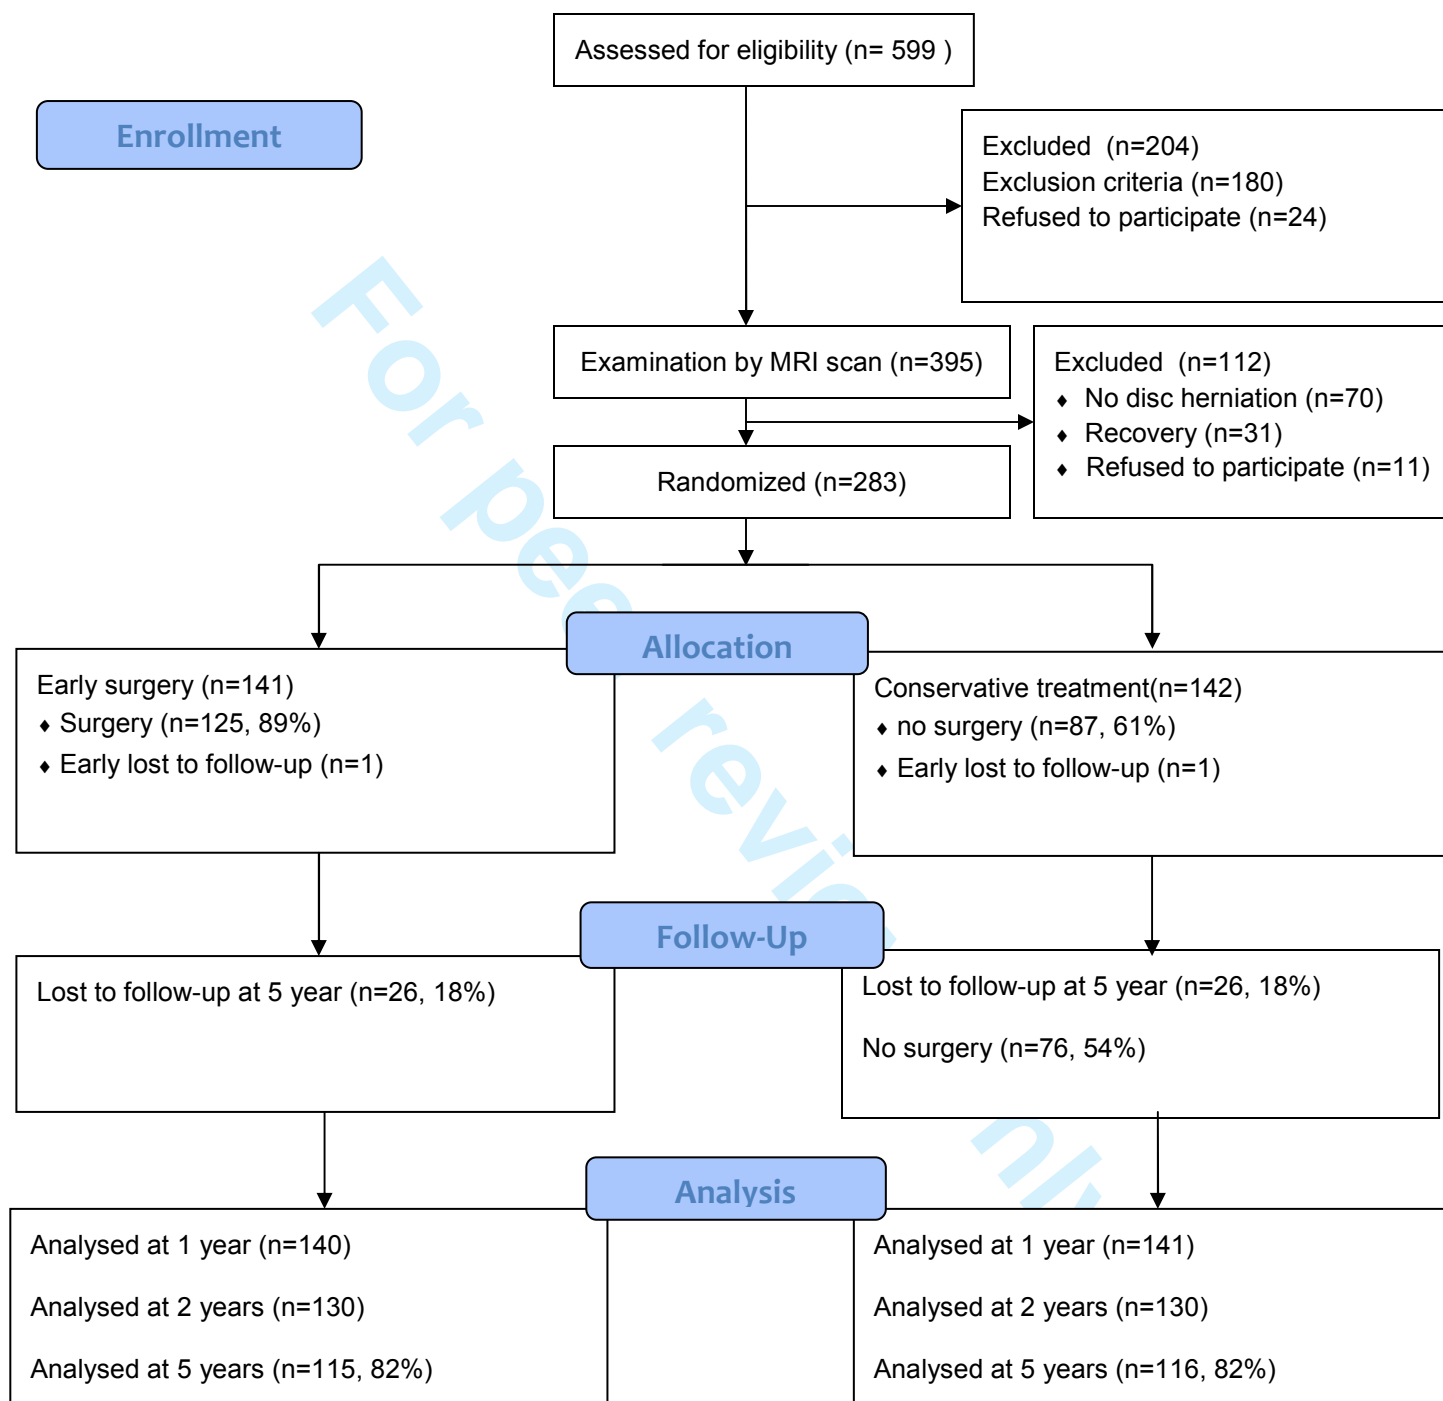 Assessed for eligibility (n= 599 )
Enrollment
Excluded (n=204)
Exclusion criteria (n=180)
Refused to participate (n=24)
Examination by MRI scan (n=395)
Excluded (n=112)
♦ No disc herniation (n=70)
♦ Recovery (n=31)
♦ Refused to participate (n=11)
Randomized (n=283)
Allocation
Early surgery (n=141)
♦ Surgery (n=125, 89%)
♦ Early lost to follow-up (n=1)
Conservative treatment(n=142)
♦ no surgery (n=87, 61%)
♦ Early lost to follow-up (n=1)
Follow-Up
Lost to follow-up at 5 year (n=26, 18%)
Lost to follow-up at 5 year (n=26, 18%)
No surgery (n=76, 54%)
Analysis
Analysed at 1 year (n=140)
Analysed at 2 years (n=130)
Analysed at 5 years (n=115, 82%)
Analysed at 1 year (n=141)
Analysed at 2 years (n=130)
Analysed at 5 years (n=116, 82%)
For pee review nly